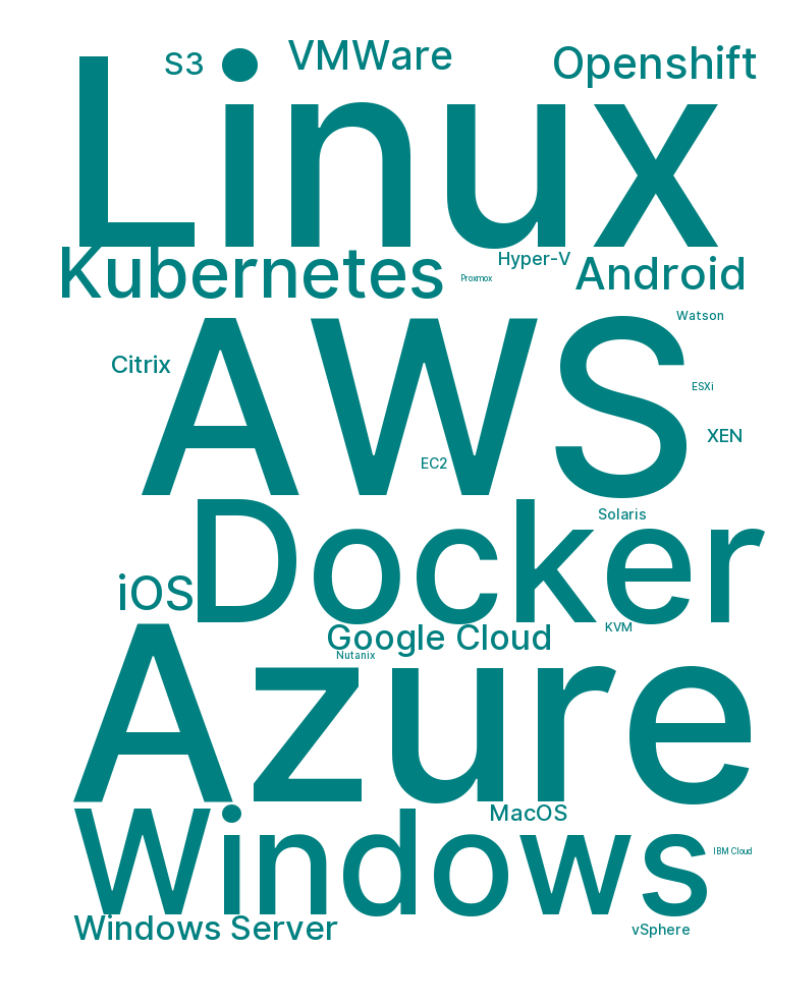 S3
VMWare
Openshift
Linux
Kubernetes
Proxmox
Hyper-V
Android
Watson
Citrix
AWS
ESXi
XEN
EC2
Solaris
Docker
iOS
KVM
Google Cloud
Nutanix
Azure
MacOS
Windows
IBM Cloud
Windows Server
vSphere